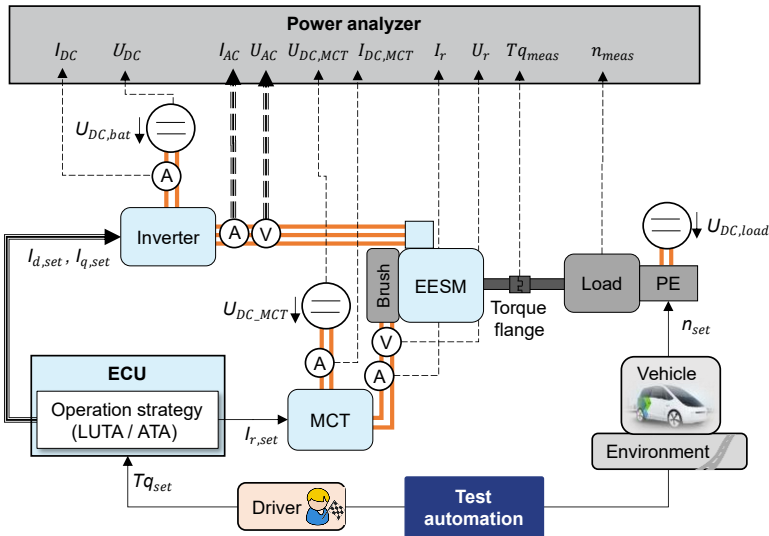 Power analyzer
I_DC U_DC I_AC U_AC U_DC,MCT I_DC,MCT I_r U_r Tq_meas n_meas
U_DC,bat
A
Inverter
A
V
I_d,set , I_q,set
U_DC,load
Brush
EESM
Load
PE
Torque
flange
U_DC_MCT
V
A
A
n_set
ECU
Operation strategy
(LUTA / ATA)
I_r,set
MCT
Vehicle
Environment
Tq_set
Driver
Test
automation